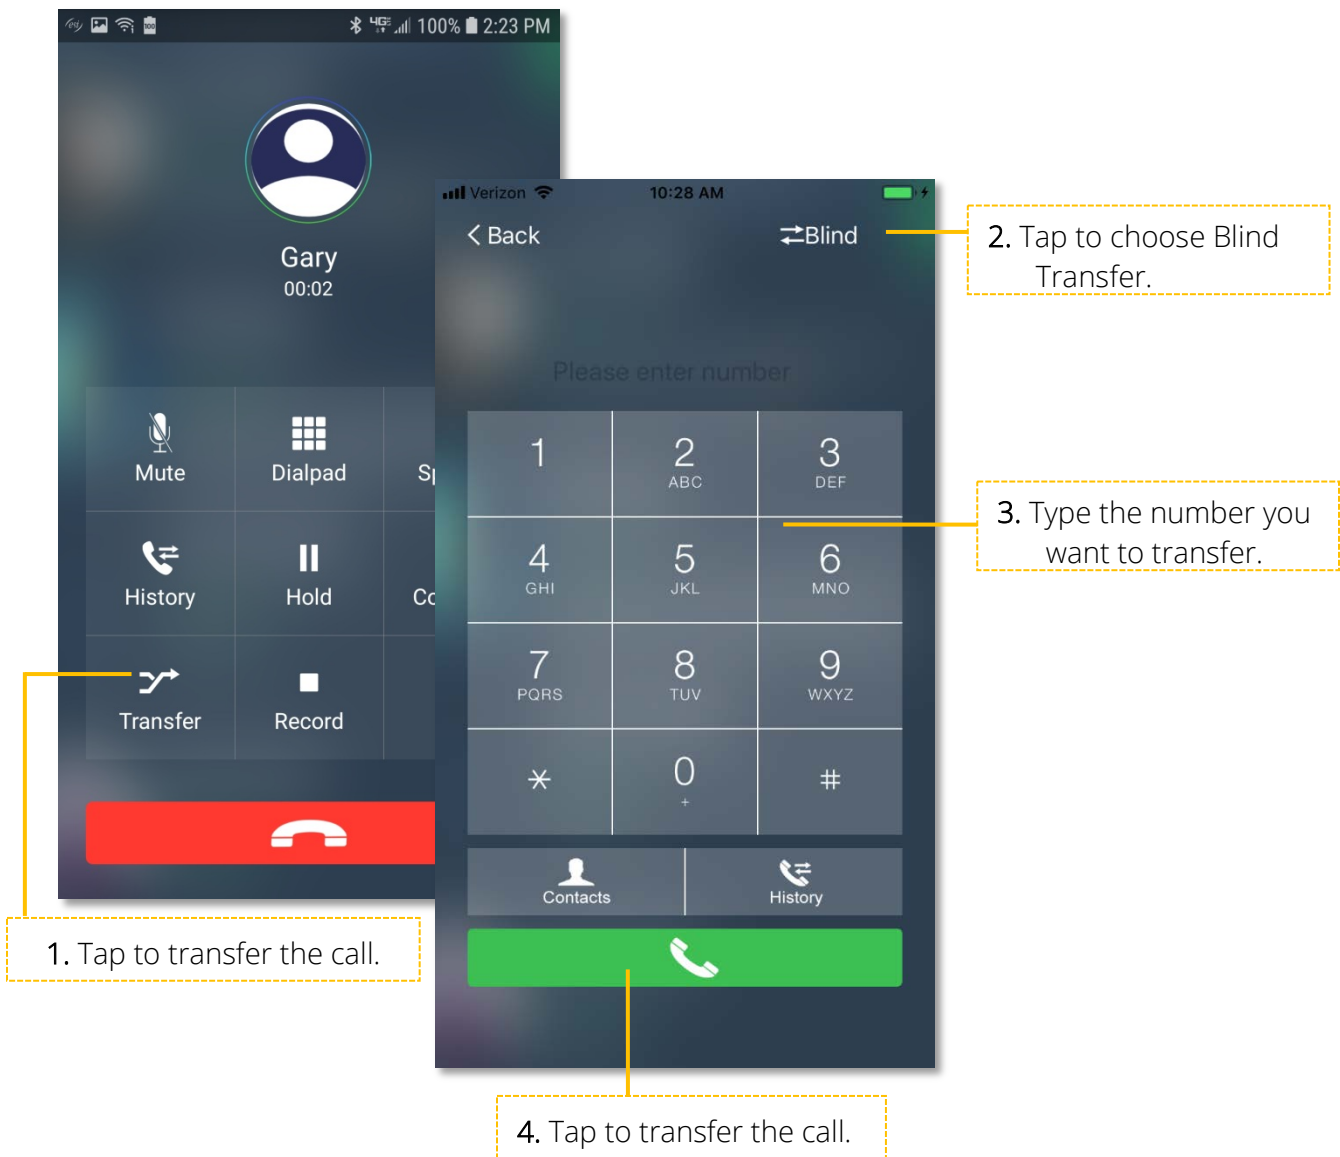 100% 2:23 PM
Gary
00:02
Mute Dialpad
History Hold
Transfer Record
Verizon 10:28 AM
Back Blind
Please enter number
1 2 3
ABC DEF
4 5 6
GHI JKL MNO
7 8 9
PQRS TUV WXYZ
* 0 #
+
Contacts History
1. Tap to transfer the call.
2. Tap to choose Blind
Transfer.
3. Type the number you
want to transfer.
4. Tap to transfer the call.